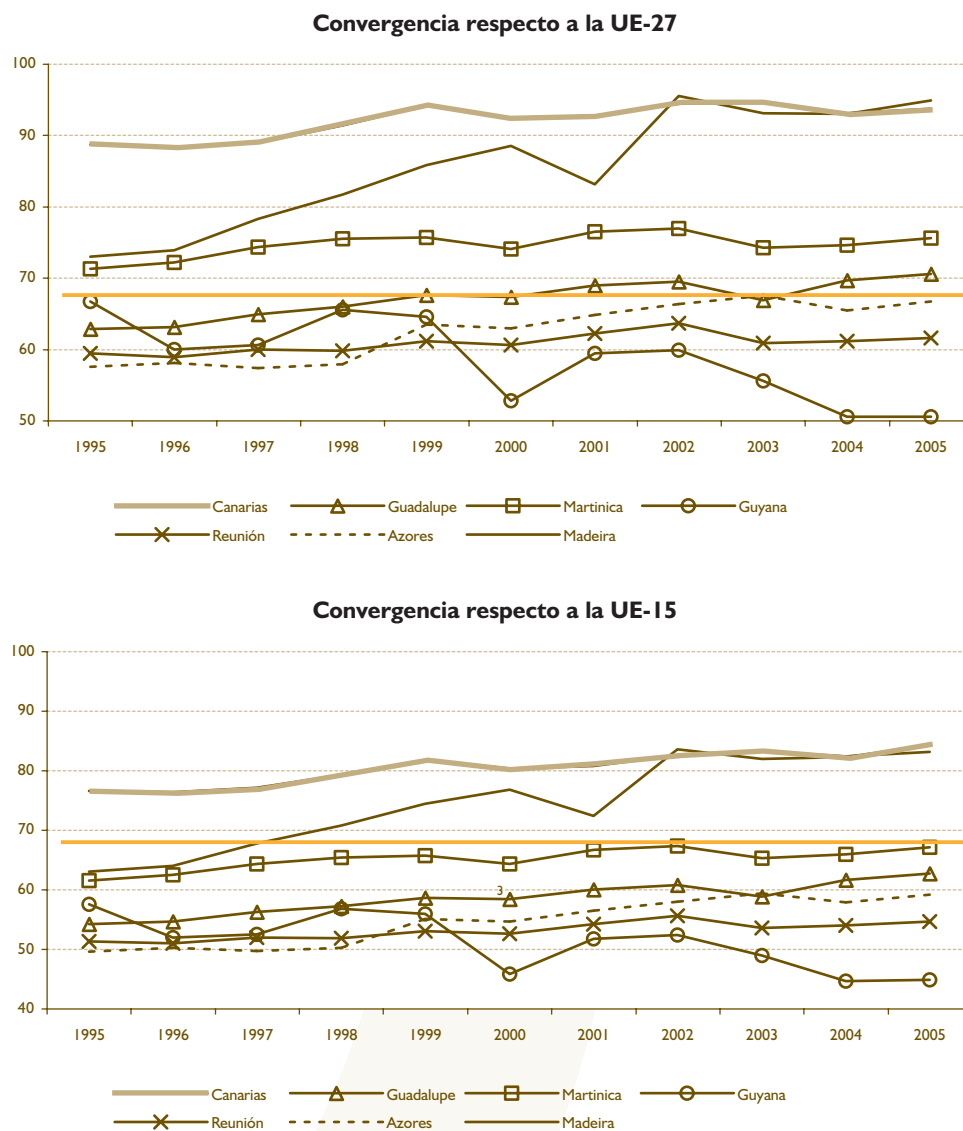 Convergencia respecto a la UE-27
100
90
80
70
60
50
1995 1996 1997 1998 1999 2000 2001 2002 2003 2004 2005
Canarias Guadalupe Martinica Guyana
Reunión Azores Madeira
Convergencia respecto a la UE-15
100
90
80
70
60
3
50
40
1995 1996 1997 1998 1999 2000 2001 2002 2003 2004 2005
Canarias Guadalupe Martinica Guyana
Reunión Azores Madeira